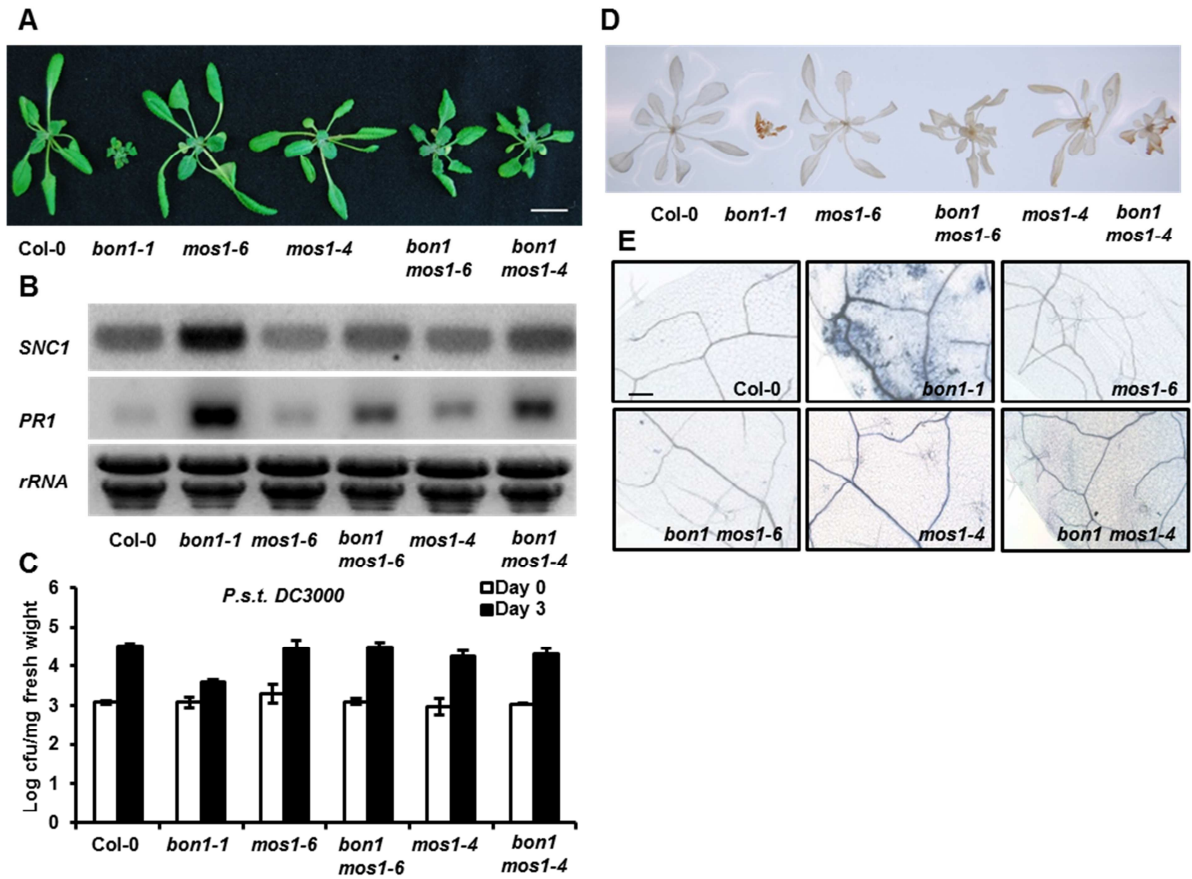 A
Col-0 bon1-1 mos1-6 mos1-4 bon1 bon1
mos1-6 mos1-4
B
SNC1
PR1
rRNA
Col-0 bon1-1 mos1-6 bon1 mos1-4 bon1
mos1-6 mos1-4
C
P.s.t. DC3000
Day 0
Day 3
Log cfu/mg fresh wight
6
5
4
3
2
1
0
Col-0 bon1-1 mos1-6 bon1 mos1-4 bon1
mos1-6 mos1-4
D
Col-0 bon1-1 mos1-6 bon1 mos1-4 bon1
mos1-6 mos1-4
E
Col-0 bon1-1 mos1-6
bon1 mos1-6 mos1-4 bon1 mos1-4